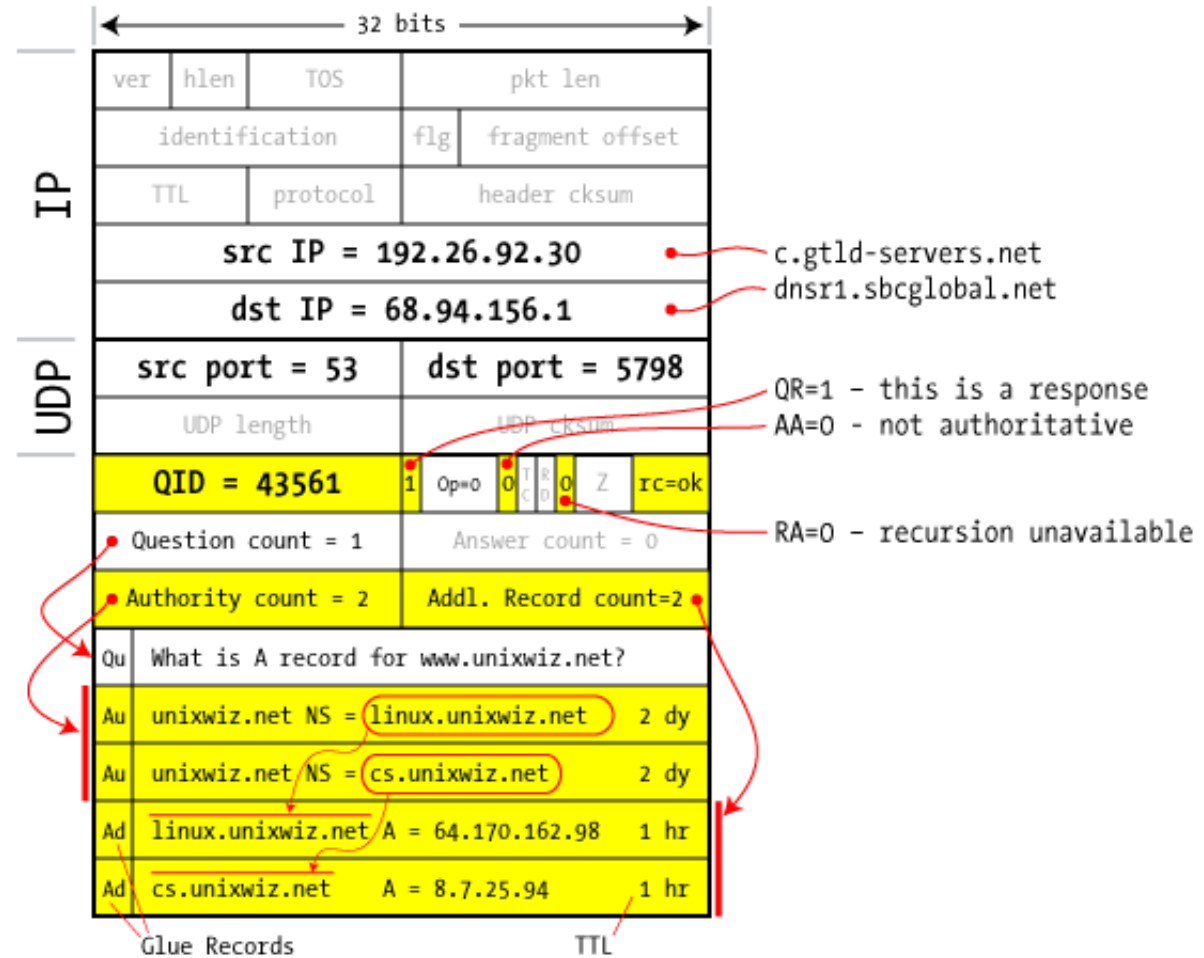 32 bits
IP
ver hlen TOS pkt len
identification flg fragment offset
TTL protocol header cksum
src IP = 192.26.92.30
c.gtld-servers.net
dst IP = 68.94.156.1
dnsr1.sbcglobal.net
UDP
src port = 53 dst port = 5798
QR=1 – this is a response
UDP length UDP cksum
AA=0 - not authoritative
QID = 43561 1 Op=0 0 TC RD 0 Z rc=ok
RA=0 – recursion unavailable
Question count = 1 Answer count = 0
Authority count = 2 Addl. Record count=2
Qu What is A record for www.unixwiz.net?
Au unixwiz.net NS = linux.unixwiz.net 2 dy
Au unixwiz.net NS = cs.unixwiz.net 2 dy
Ad linux.unixwiz.net A = 64.170.162.98 1 hr
Ad cs.unixwiz.net A = 8.7.25.94 1 hr
Glue Records TTL